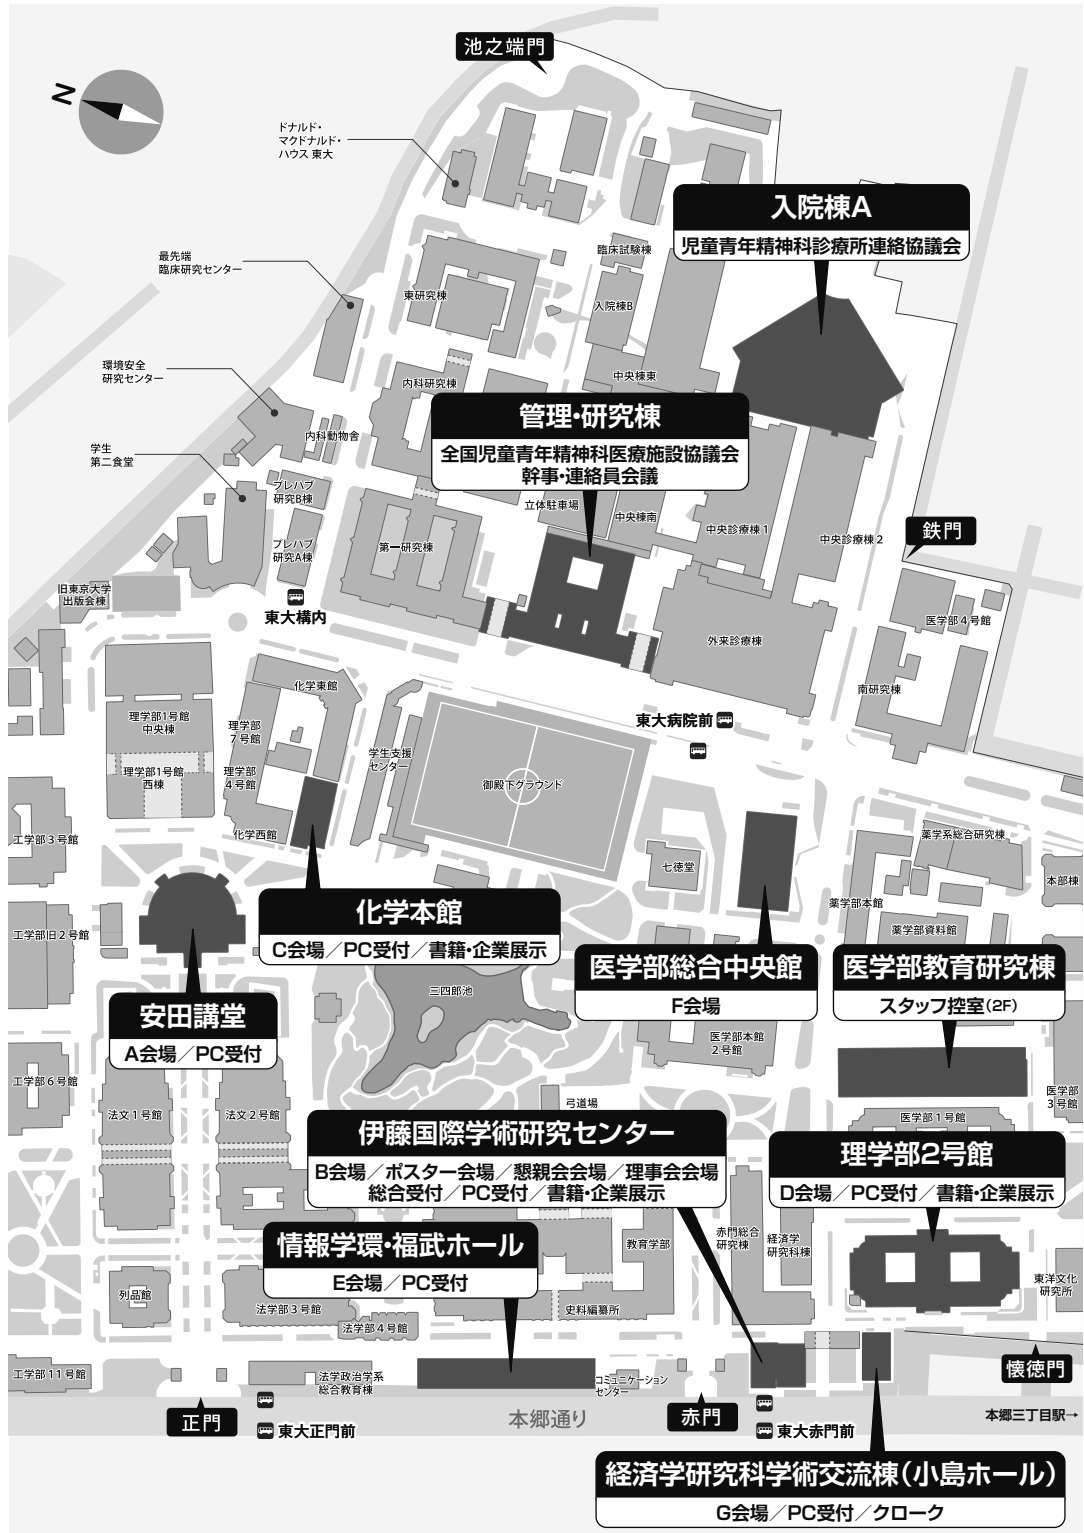 池之端門
N
ドナルド・
マクドナルド・
ハウス 東大
入院棟A
児童青年精神科診療所連絡協議会
臨床試験棟
最先端
臨床研究センター
東研究棟
入院棟B
環境安全
研究センター
内科研究棟
中央棟東
管理・研究棟
全国児童青年精神科医療施設協議会
幹事・連絡員会議
内科動物舎
学生
第二食堂
プレハブ
研究B棟
立体駐車場
中央棟南
中央診療棟1
中央診療棟2
鉄門
プレハブ
研究A棟
第一研究棟
旧東京大学
出版会棟
東大構内
医学部4号館
外来診療棟
南研究棟
化学東館
理学部1号館
中央棟
理学部
7号館
東大病院前
学生支援
センター
理学部1号館
西棟
理学部
4号館
御殿下グラウンド
工学部3号館
化学西館
薬学系総合研究棟
七徳堂
本部棟
化学本館
C会場／PC受付／書籍・企業展示
薬学部本館
工学部旧2号館
薬学部資料館
医学部総合中央館
F会場
医学部教育研究棟
スタッフ控室(2F)
三四郎池
安田講堂
A会場／PC受付
医学部本館
2号館
工学部6号館
法文1号館
法文2号館
弓道場
医学部
3号館
医学部1号館
伊藤国際学術研究センター
B会場／ポスター会場／懇親会会場／理事会会場
総合受付／PC受付／書籍・企業展示
理学部2号館
D会場／PC受付／書籍・企業展示
情報学環・福武ホール
E会場／PC受付
教育学部
赤門総合
研究棟
経済学
研究科棟
列品館
法学部3号館
史料編纂所
東洋文化
研究所
法学部4号館
工学部11号館
法学政治学系
総合教育棟
コミュニケーション
センター
懐徳門
正門
本郷通り
赤門
本郷三丁目駅→
東大正門前
東大赤門前
経済学研究科学術交流棟(小島ホール)
G会場／PC受付／クローク